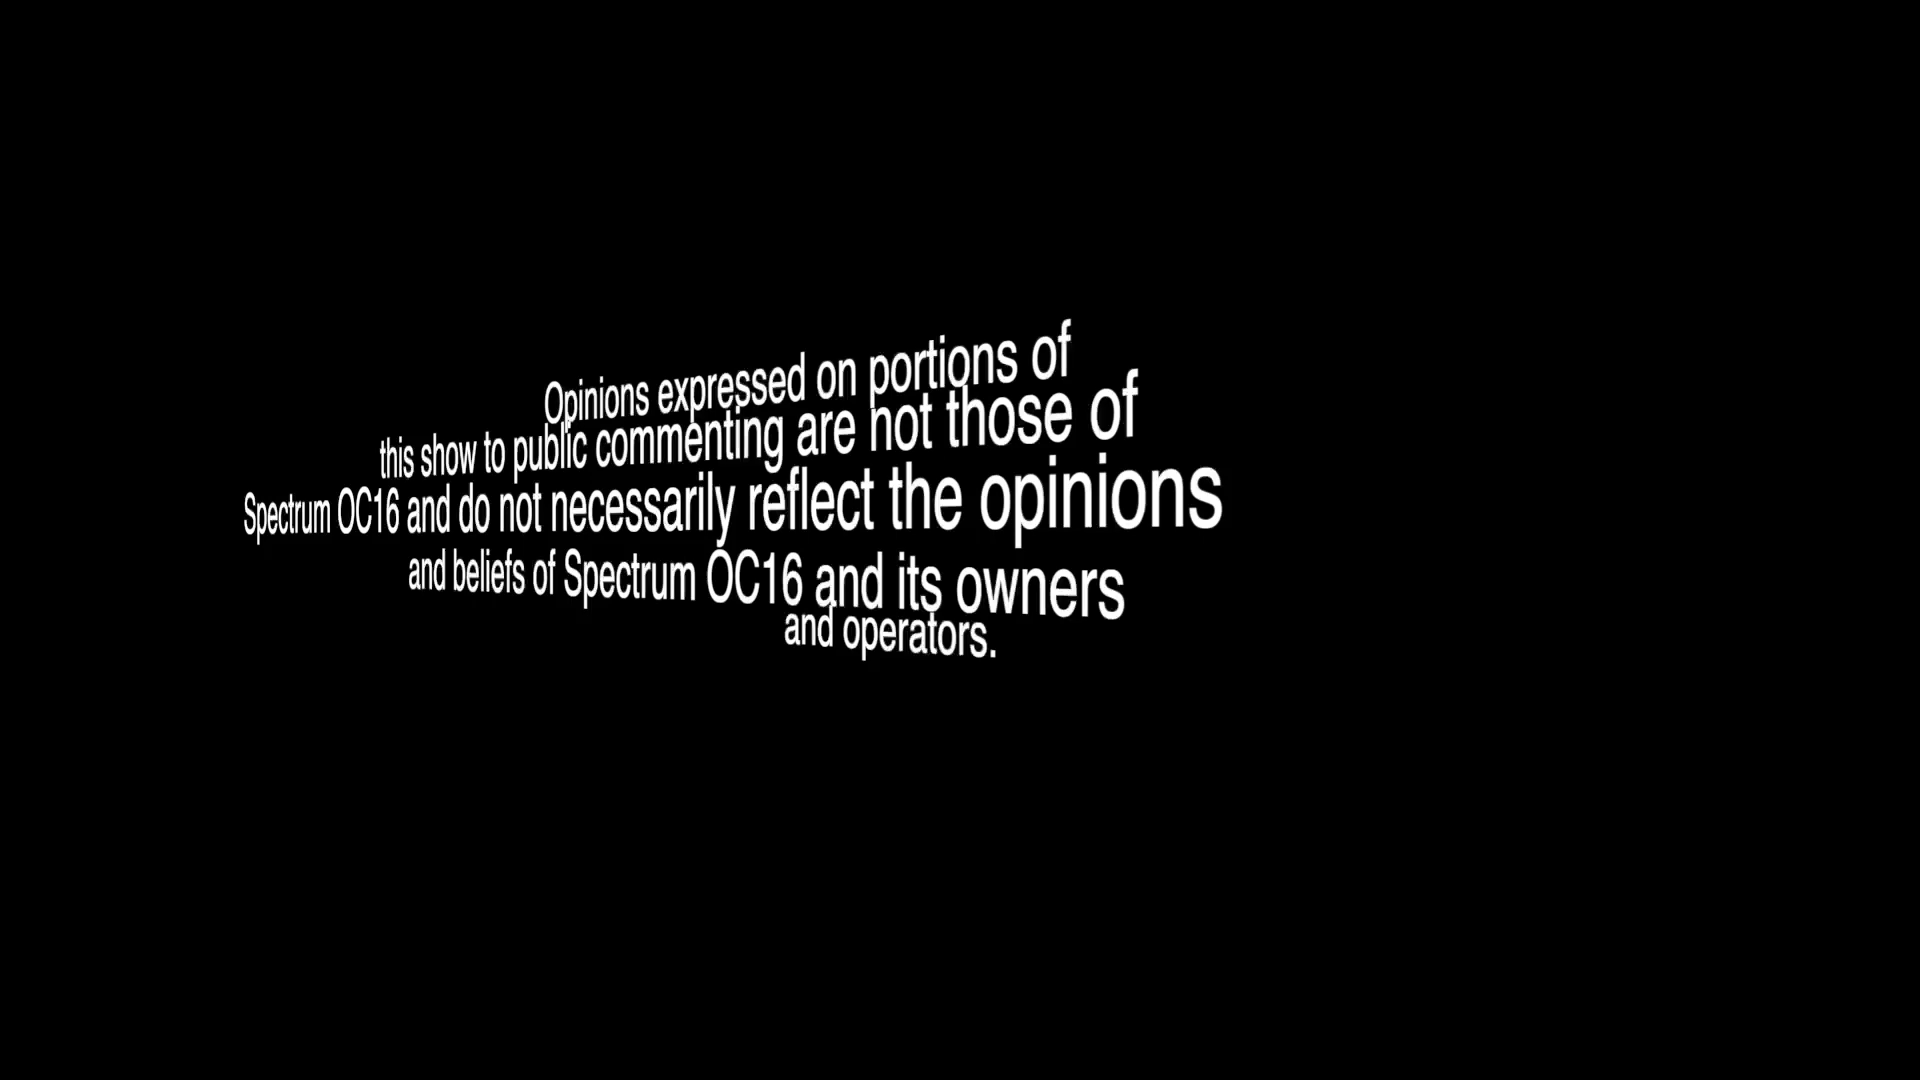 Opinions expressed on portions of
this show to public commenting are not those of
Spectrum OC16 and do not necessarily reflect the opinions
and beliefs of Spectrum OC16 and its owners
and operators.